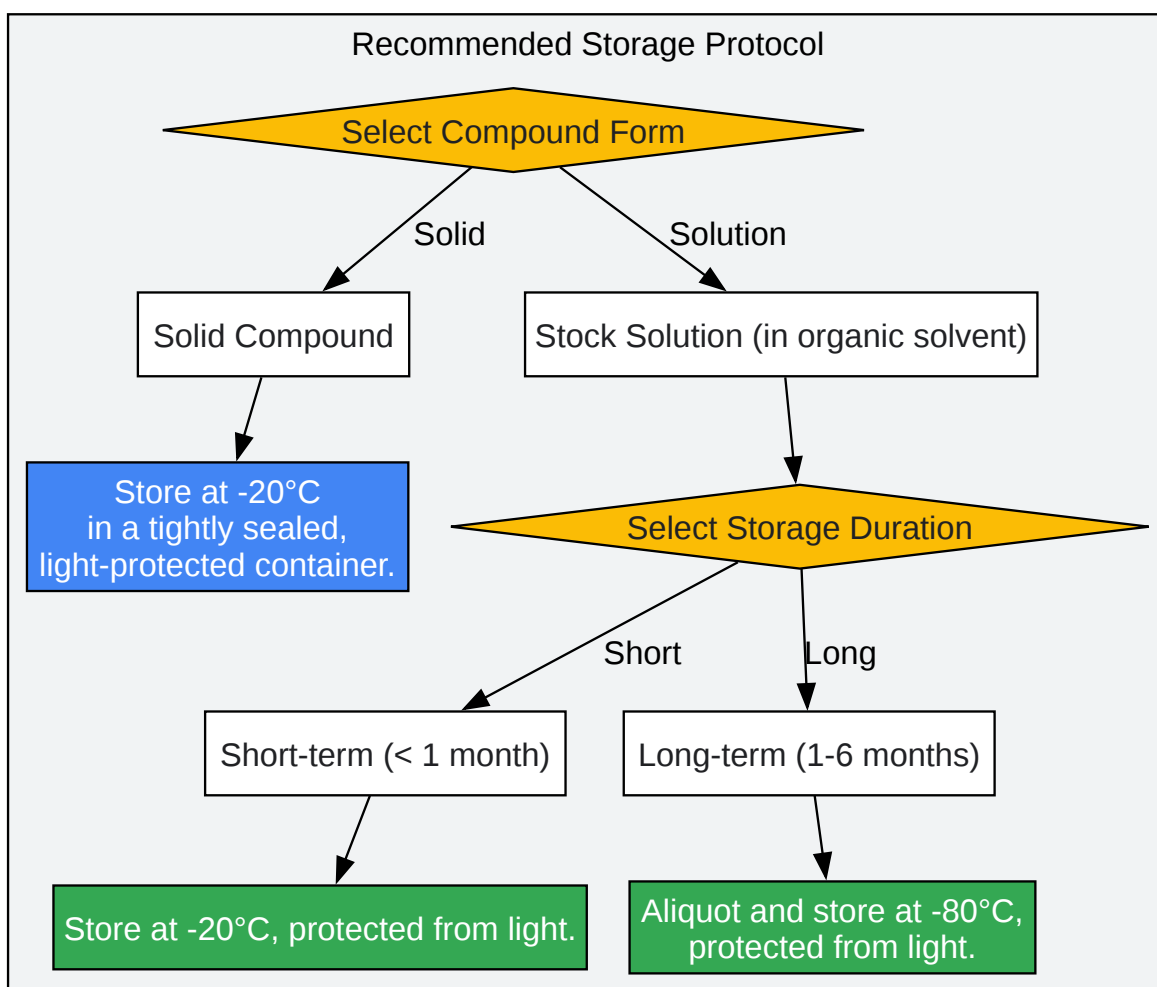 Recommended Storage Protocol
Select Compound Form
Solid
Solution
Solid Compound
Stock Solution (in organic solvent)
Store at -20°C
in a tightly sealed,
light-protected container.
Select Storage Duration
Short
Long
Short-term (< 1 month)
Long-term (1-6 months)
Store at -20°C, protected from light.
Aliquot and store at -80°C,
protected from light.